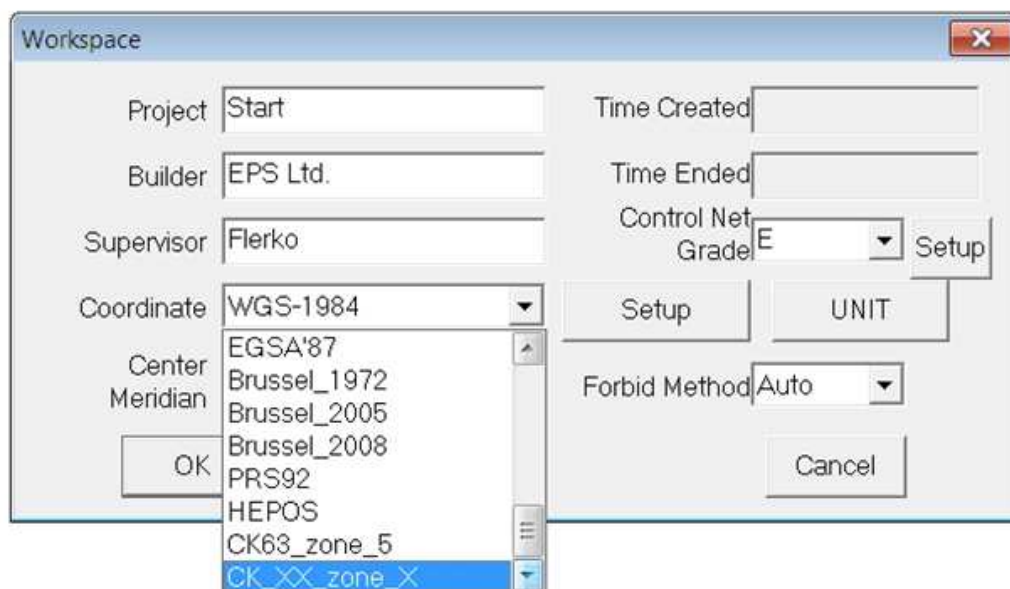 Workspace
Project Start Time Created
Builder EPS Ltd. Time Ended
Supervisor Flerko Control Net
Grade E Setup
Coordinate WGS-1984 Setup UNIT
EGSA'87
Center
Meridian
Brussel_1972
Brussel_2005
Forbid Method Auto
Brussel_2008
PRS92
OK
Cancel
HEPOS
CK63_zone_5
CK_XX_zone_X